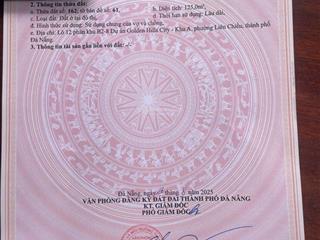 2. Thông tin thửa đất:
a. Thửa đất số: 162, tờ bản đồ số: 61, b. Diện tích: 125,0m².
c. Loại đất: Đất ở tại đô thị, d. Thời hạn sử dụng: Lâu dài.
đ. Hình thức sử dụng: Sử dụng chung của vợ và chồng.
e. Địa chỉ: Lô 12 phân khu B2-8 Dự án Golden Hills City - Khu A, phường Liên Chiểu, thành phố
Đà Nẵng.
3. Thông tin tài sản gắn liền với đất: -/-.
Đà Nẵng, ngày tháng năm 2025
VĂN PHÒNG ĐĂNG KÝ ĐẤT ĐAI THÀNH PHỐ ĐÀ NẴNG
KT. GIÁM ĐỐC
PHÓ GIÁM ĐỐC